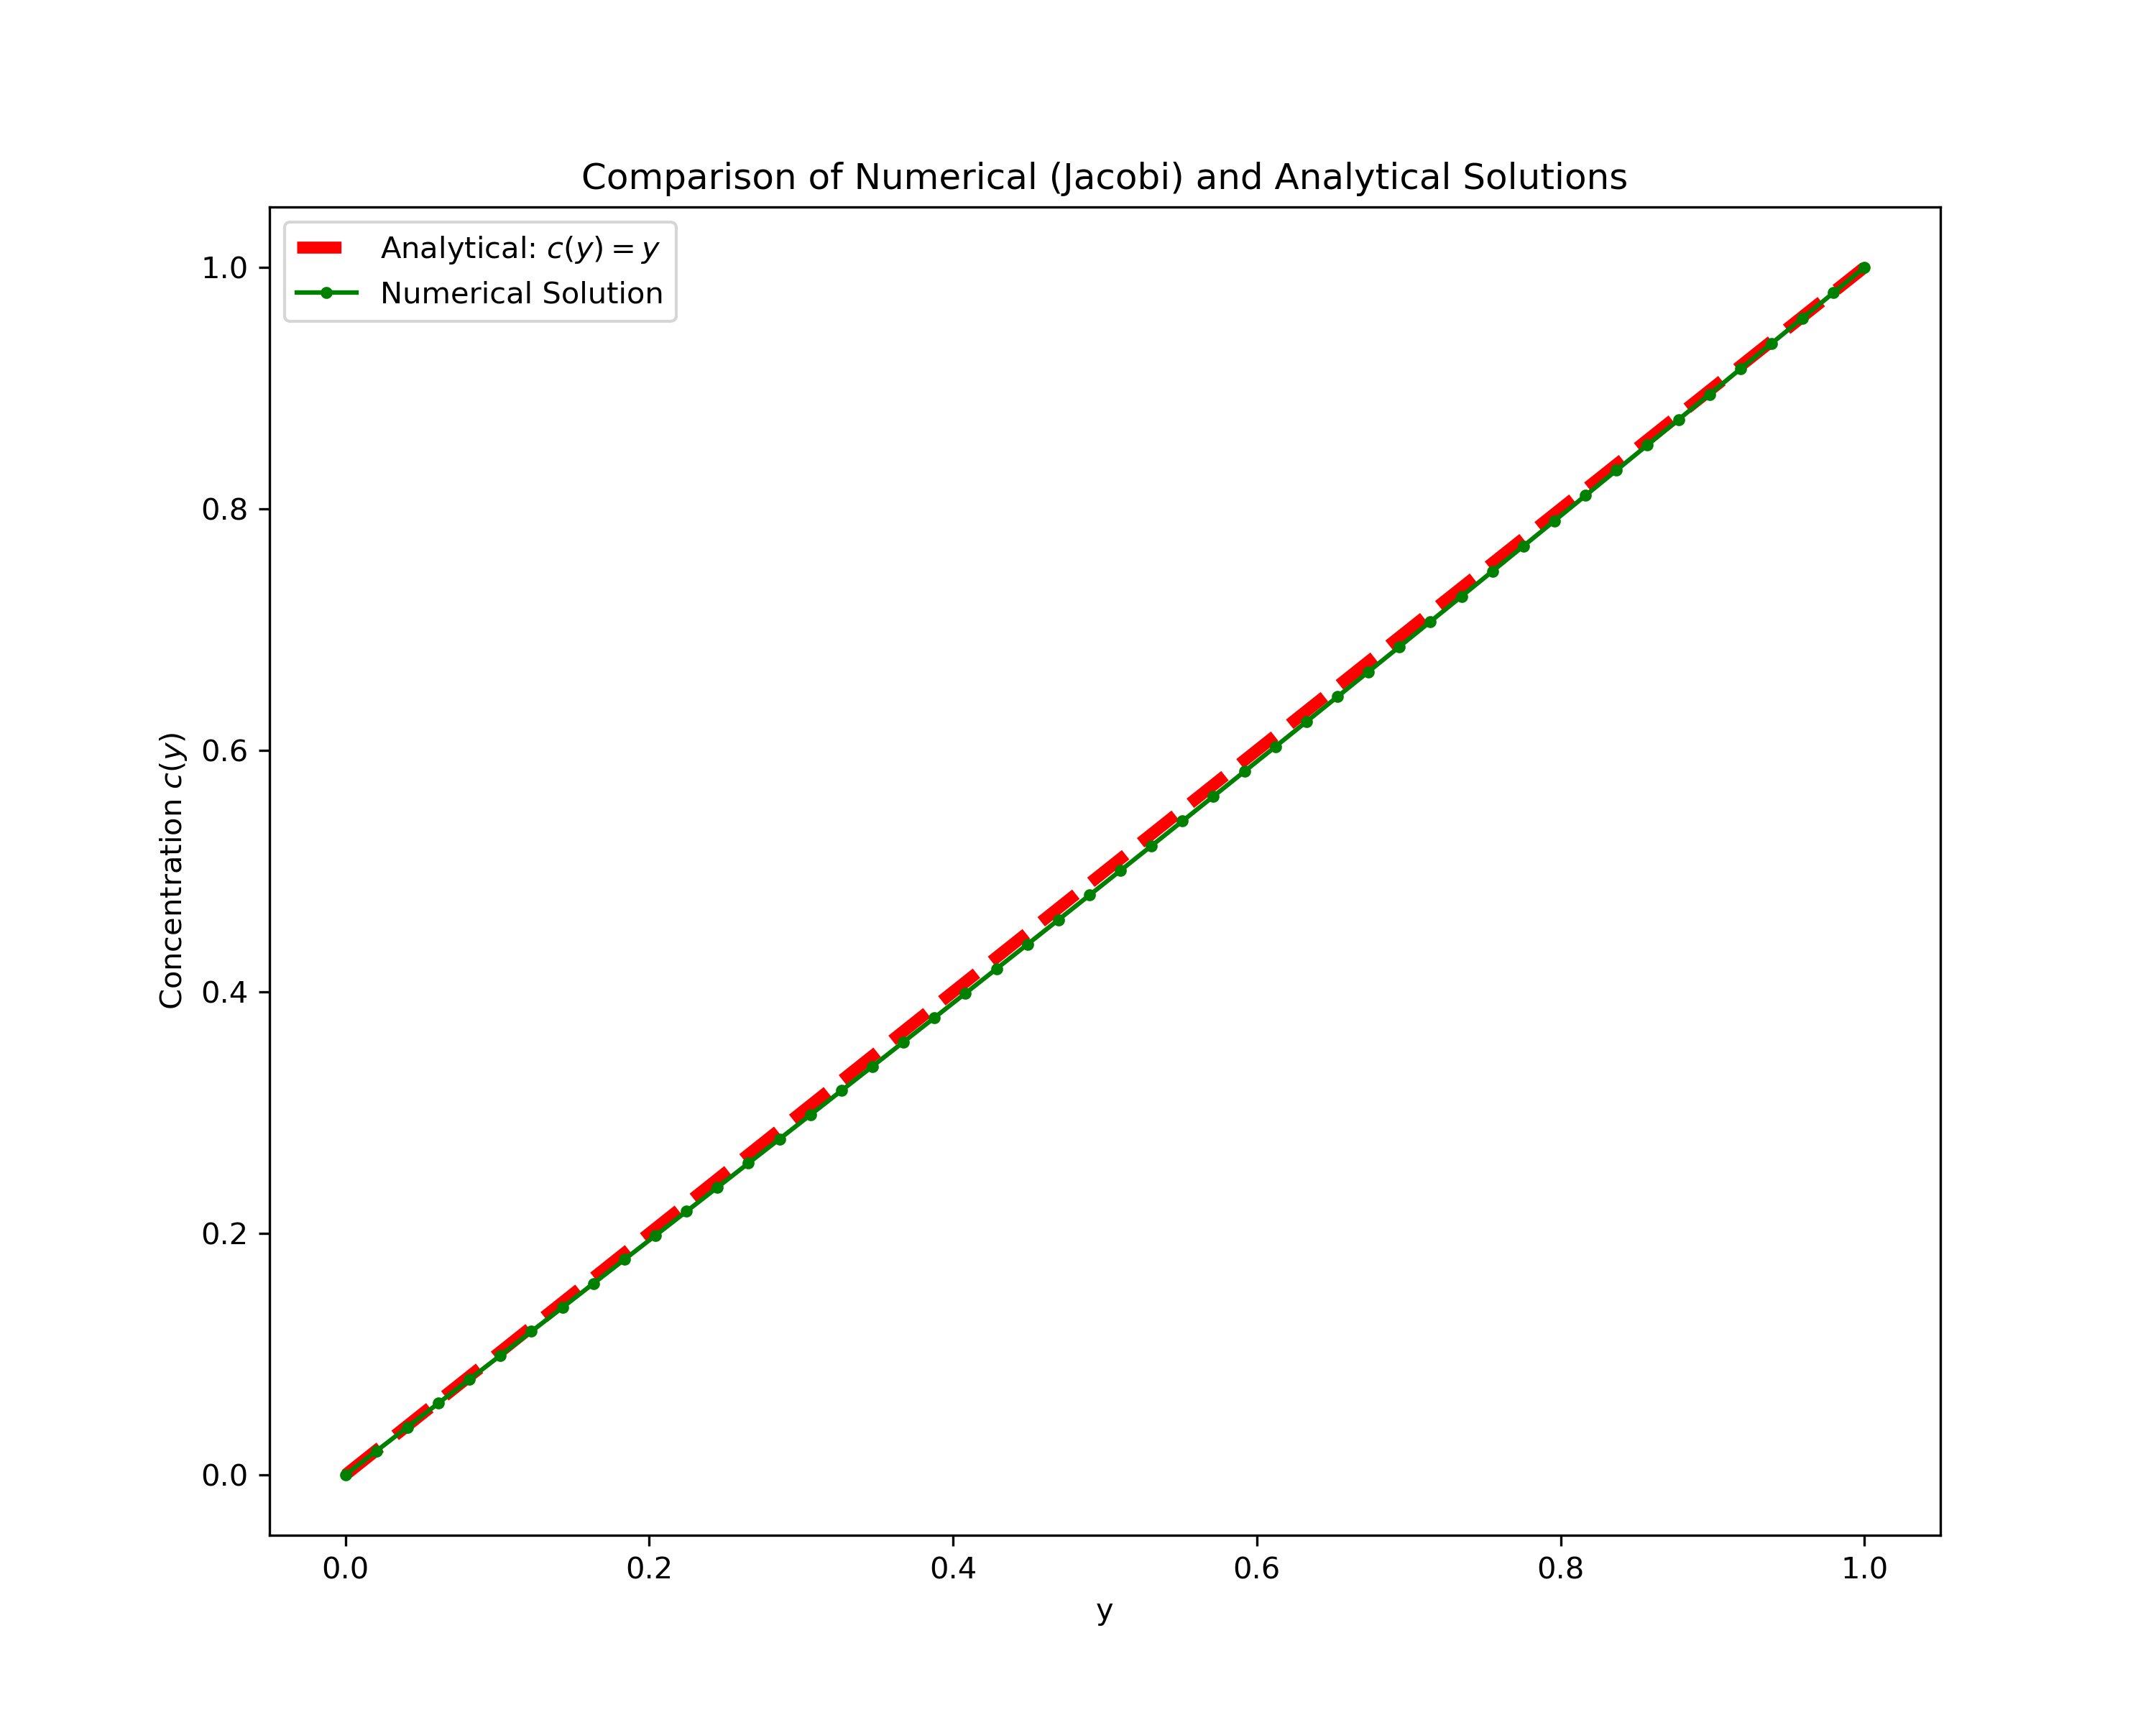 Comparison of Numerical (Jacobi) and Analytical Solutions
Analytical: c(y) = y
Numerical Solution
1.0
0.8
0.6
0.4
0.2
0.0
Concentration c(y)
0.0 0.2 0.4 0.6 0.8 1.0
y